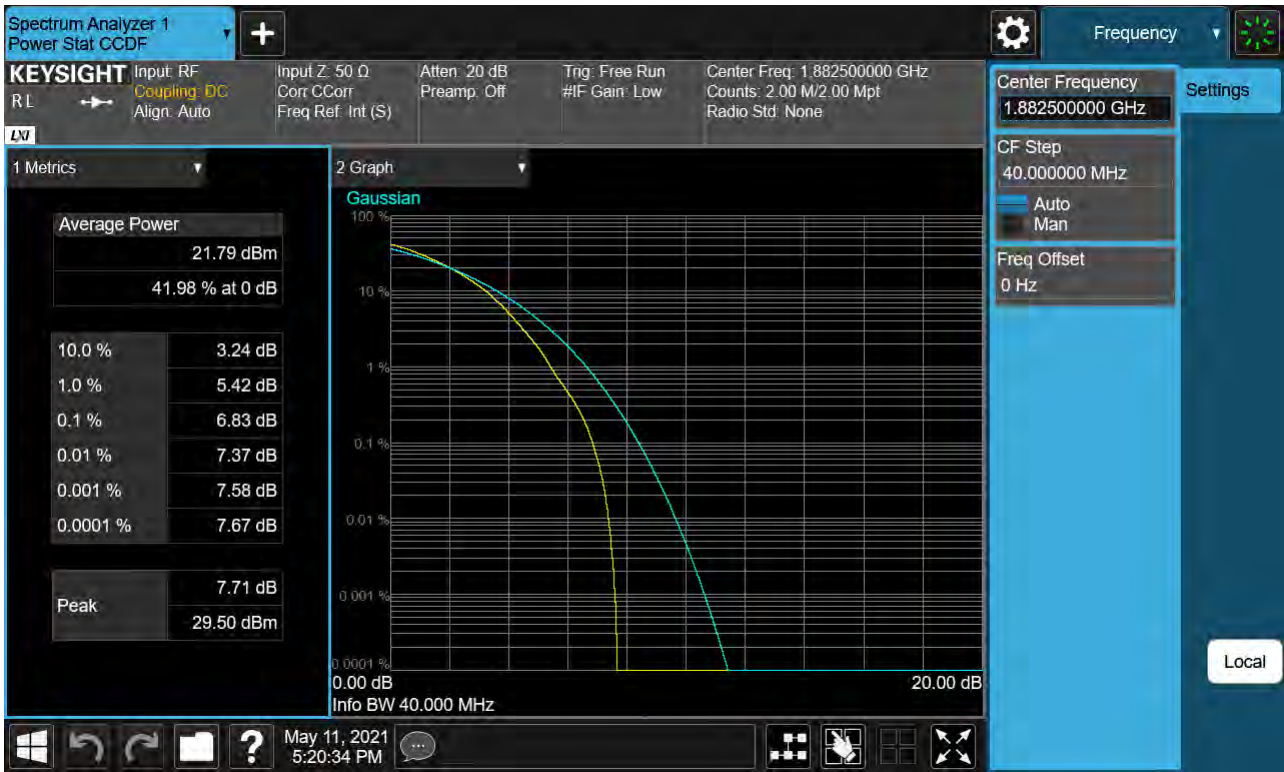 Spectrum Analyzer 1
Power Stat CCDF
+
Frequency
KEYSIGHT
RL
LXI
Input: RF
Coupling: DC
Align: Auto
Input Z: 50 Ω
Corr CCorr
Freq Ref: Int (S)
Atten: 20 dB
Preamp: Off
Trig: Free Run
#IF Gain: Low
Center Freq: 1.882500000 GHz
Counts: 2.00 M/2.00 Mpt
Radio Std: None
Center Frequency
1.882500000 GHz
Settings
CF Step
40.000000 MHz
Auto
Man
Freq Offset
0 Hz
1 Metrics
Average Power
21.79 dBm
41.98 % at 0 dB
10.0 % 3.24 dB
1.0 % 5.42 dB
0.1 % 6.83 dB
0.01 % 7.37 dB
0.001 % 7.58 dB
0.0001 % 7.67 dB
Peak
7.71 dB
29.50 dBm
2 Graph
Gaussian
100 %
10 %
1 %
0.1 %
0.01 %
0.001 %
0.0001 %
0.00 dB
20.00 dB
Info BW 40.000 MHz
Local
?
May 11, 2021
5:20:34 PM